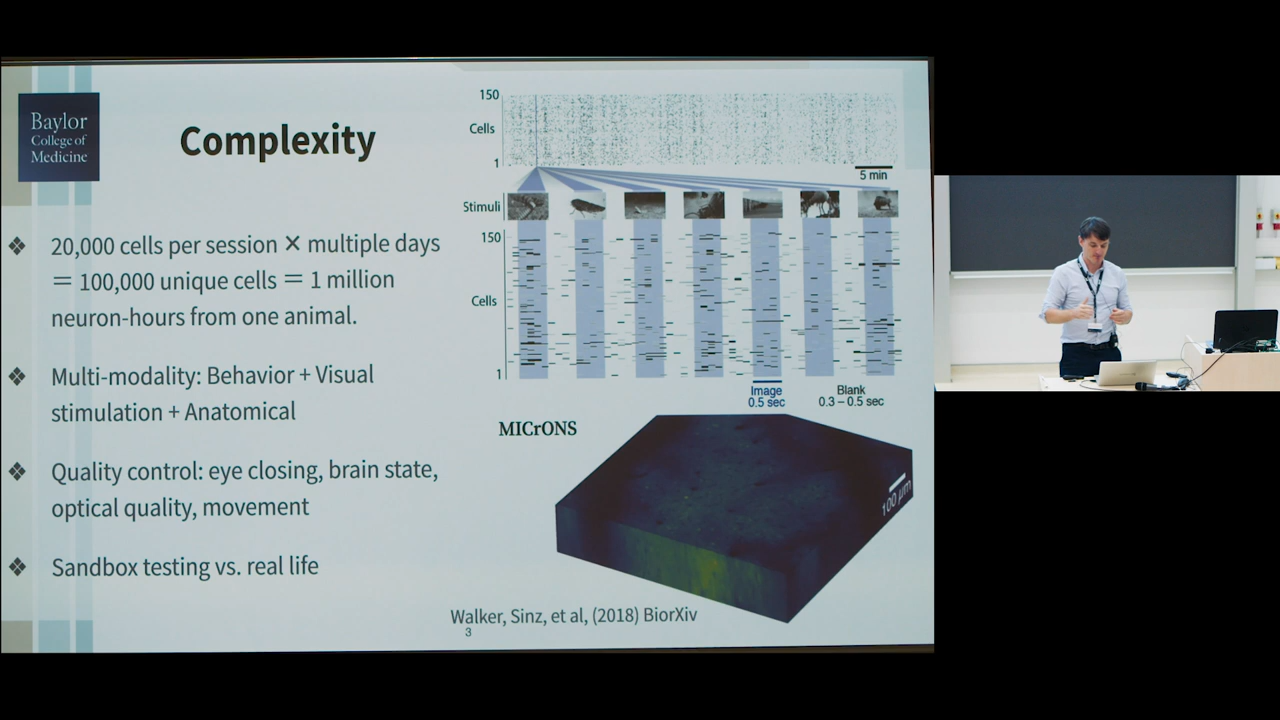 Baylor
College of
Medicine
Complexity
❖ 20,000 cells per session × multiple days
= 100,000 unique cells = 1 million
neuron-hours from one animal.
❖ Multi-modality: Behavior + Visual
stimulation + Anatomical
❖ Quality control: eye closing, brain state,
optical quality, movement
❖ Sandbox testing vs. real life
150
Cells
1
5 min
Stimuli
150
Cells
1
Image
0.5 sec
Blank
0.3 – 0.5 sec
MICrONS
100 µm
Walker, Sinz, et al, (2018) BiorXiv
3